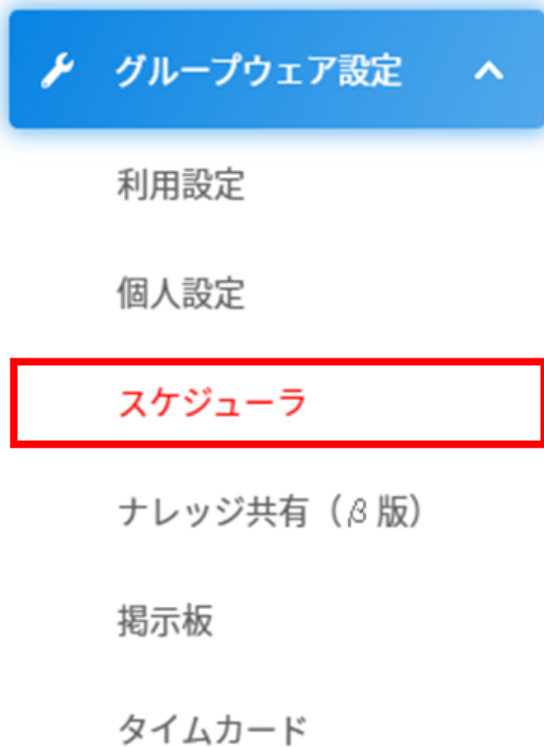 グループウェア設定
利用設定
個人設定
スケジューラ
ナレッジ共有（β版）
掲示板
タイムカード